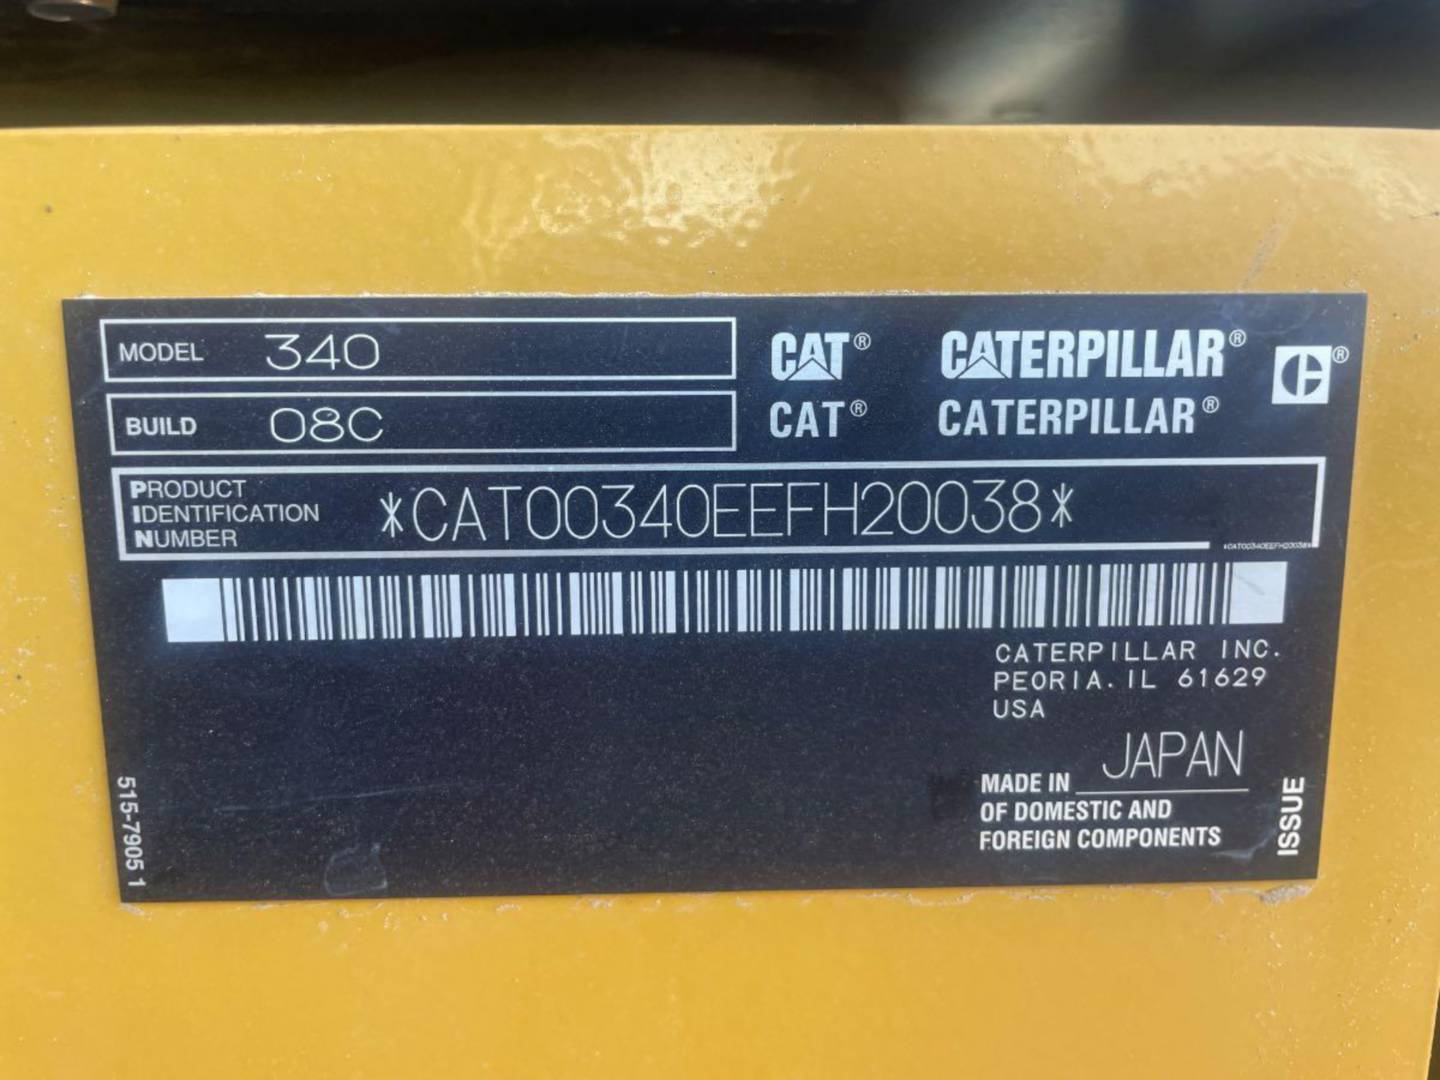 MODEL 340
CAT® CATERPILLAR®
BUILD 08C
CAT® CATERPILLAR®
PRODUCT
IDENTIFICATION
NUMBER
*CAT00340EEFH20038*
*CAT00340EEFH20038*
CATERPILLAR INC.
PEORIA. IL 61629
USA
MADE IN JAPAN
OF DOMESTIC AND
FOREIGN COMPONENTS
ISSUE
515-7905 1